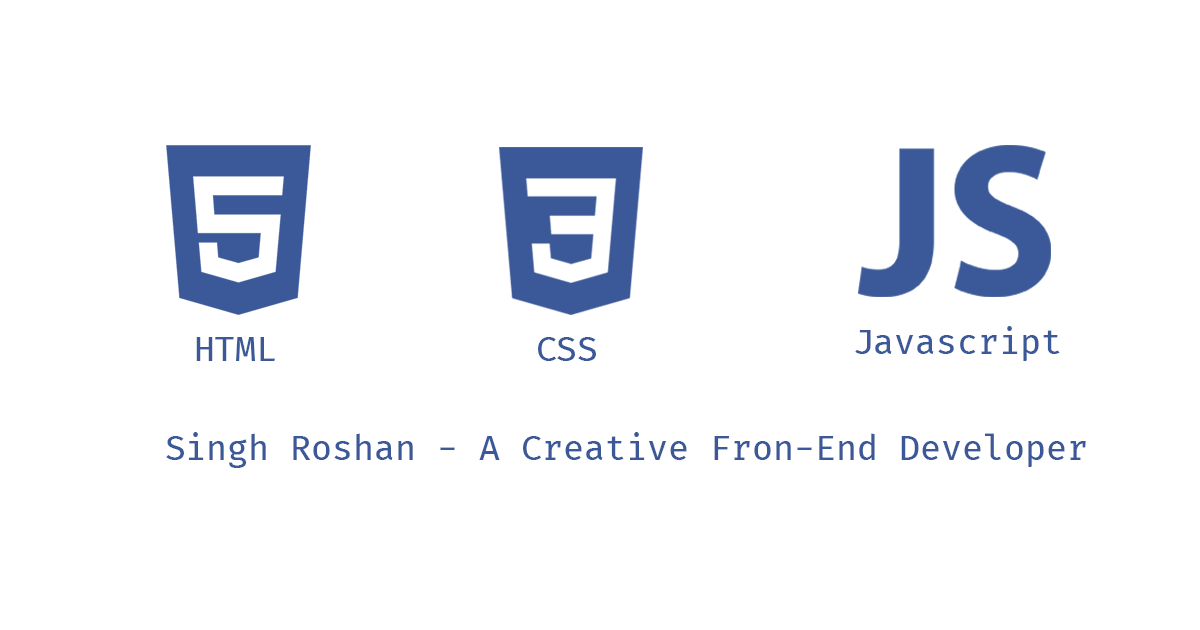 5 3 JS
HTML CSS Javascript
Singh Roshan - A Creative Fron-End Developer